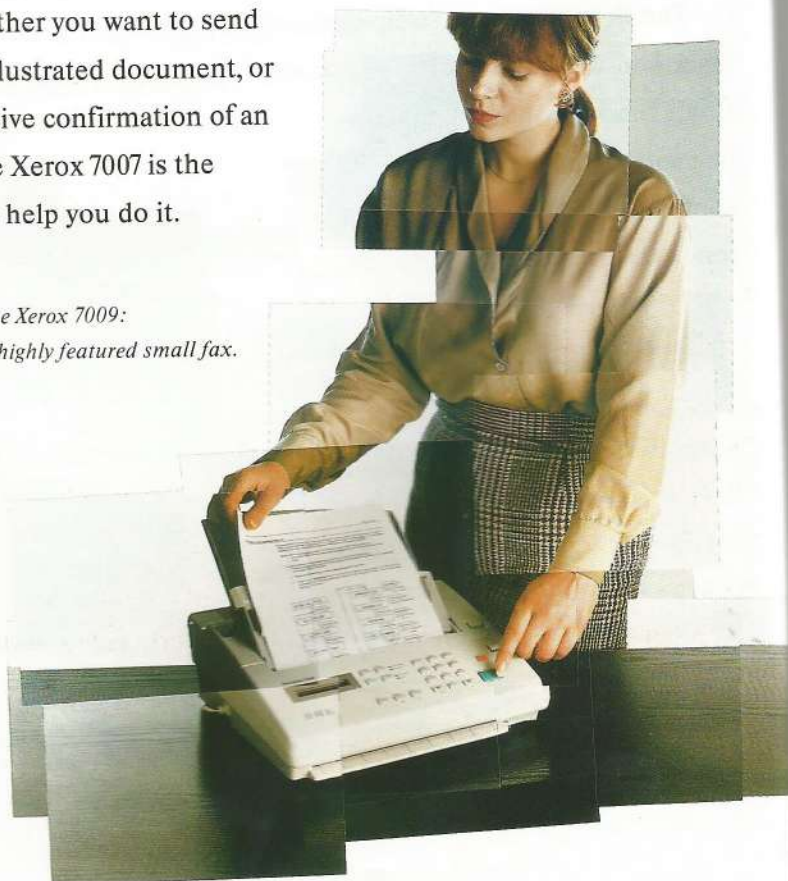 ther you want to send
lustrated document, or
ive confirmation of an
e Xerox 7007 is the
help you do it.
e Xerox 7009:
highly featured small fax.